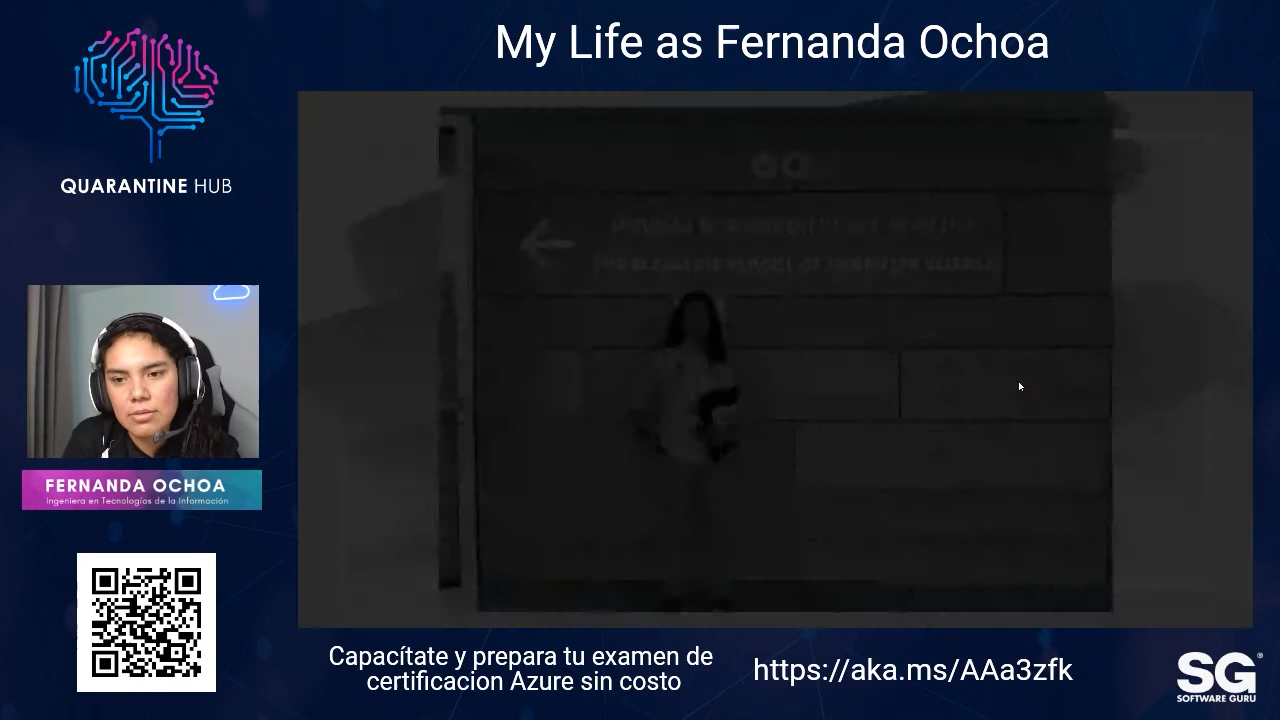 My Life as Fernanda Ochoa
QUARANTINE HUB
FERNANDA OCHOA
Ingeniera en Tecnologías de la Información
Capacítate y prepara tu examen de
certificacion Azure sin costo
https://aka.ms/AAa3zfk
SG®
SOFTWARE GURU